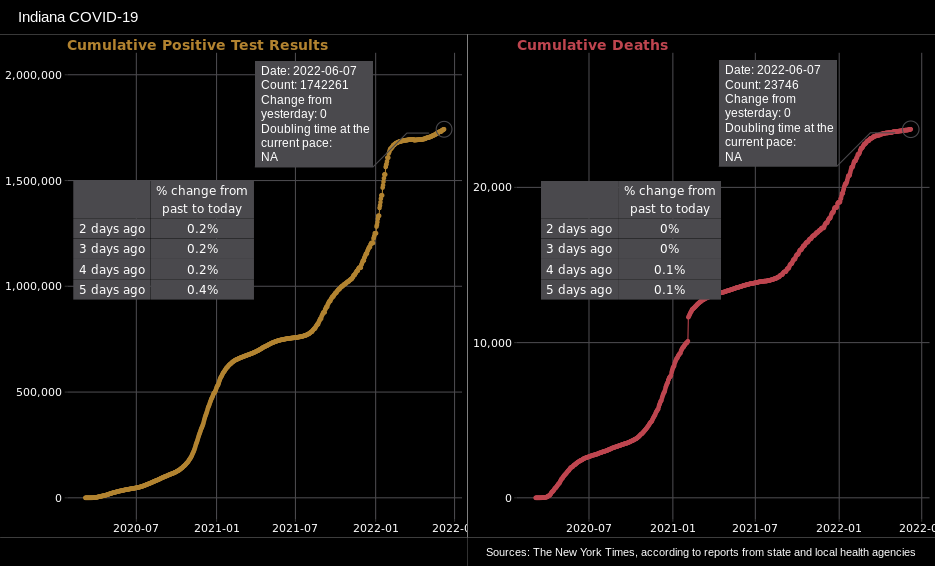 Indiana COVID-19
Cumulative Positive Test Results
2,000,000
1,500,000
1,000,000
500,000
0
Date: 2022-06-07
Count: 1742261
Change from
yesterday: 0
Doubling time at the
current pace:
NA
% change from
past to today
2 days ago 0.2%
3 days ago 0.2%
4 days ago 0.2%
5 days ago 0.4%
2020-07 2021-01 2021-07 2022-01 2022-0
Cumulative Deaths
20,000
10,000
0
Date: 2022-06-07
Count: 23746
Change from
yesterday: 0
Doubling time at the
current pace:
NA
% change from
past to today
2 days ago 0%
3 days ago 0%
4 days ago 0.1%
5 days ago 0.1%
2020-07 2021-01 2021-07 2022-01 2022-0
Sources: The New York Times, according to reports from state and local health agencies